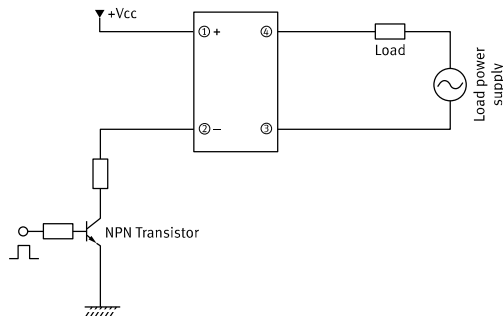 +Vcc
① +
④
Load
Load power
supply
② −
③
NPN Transistor